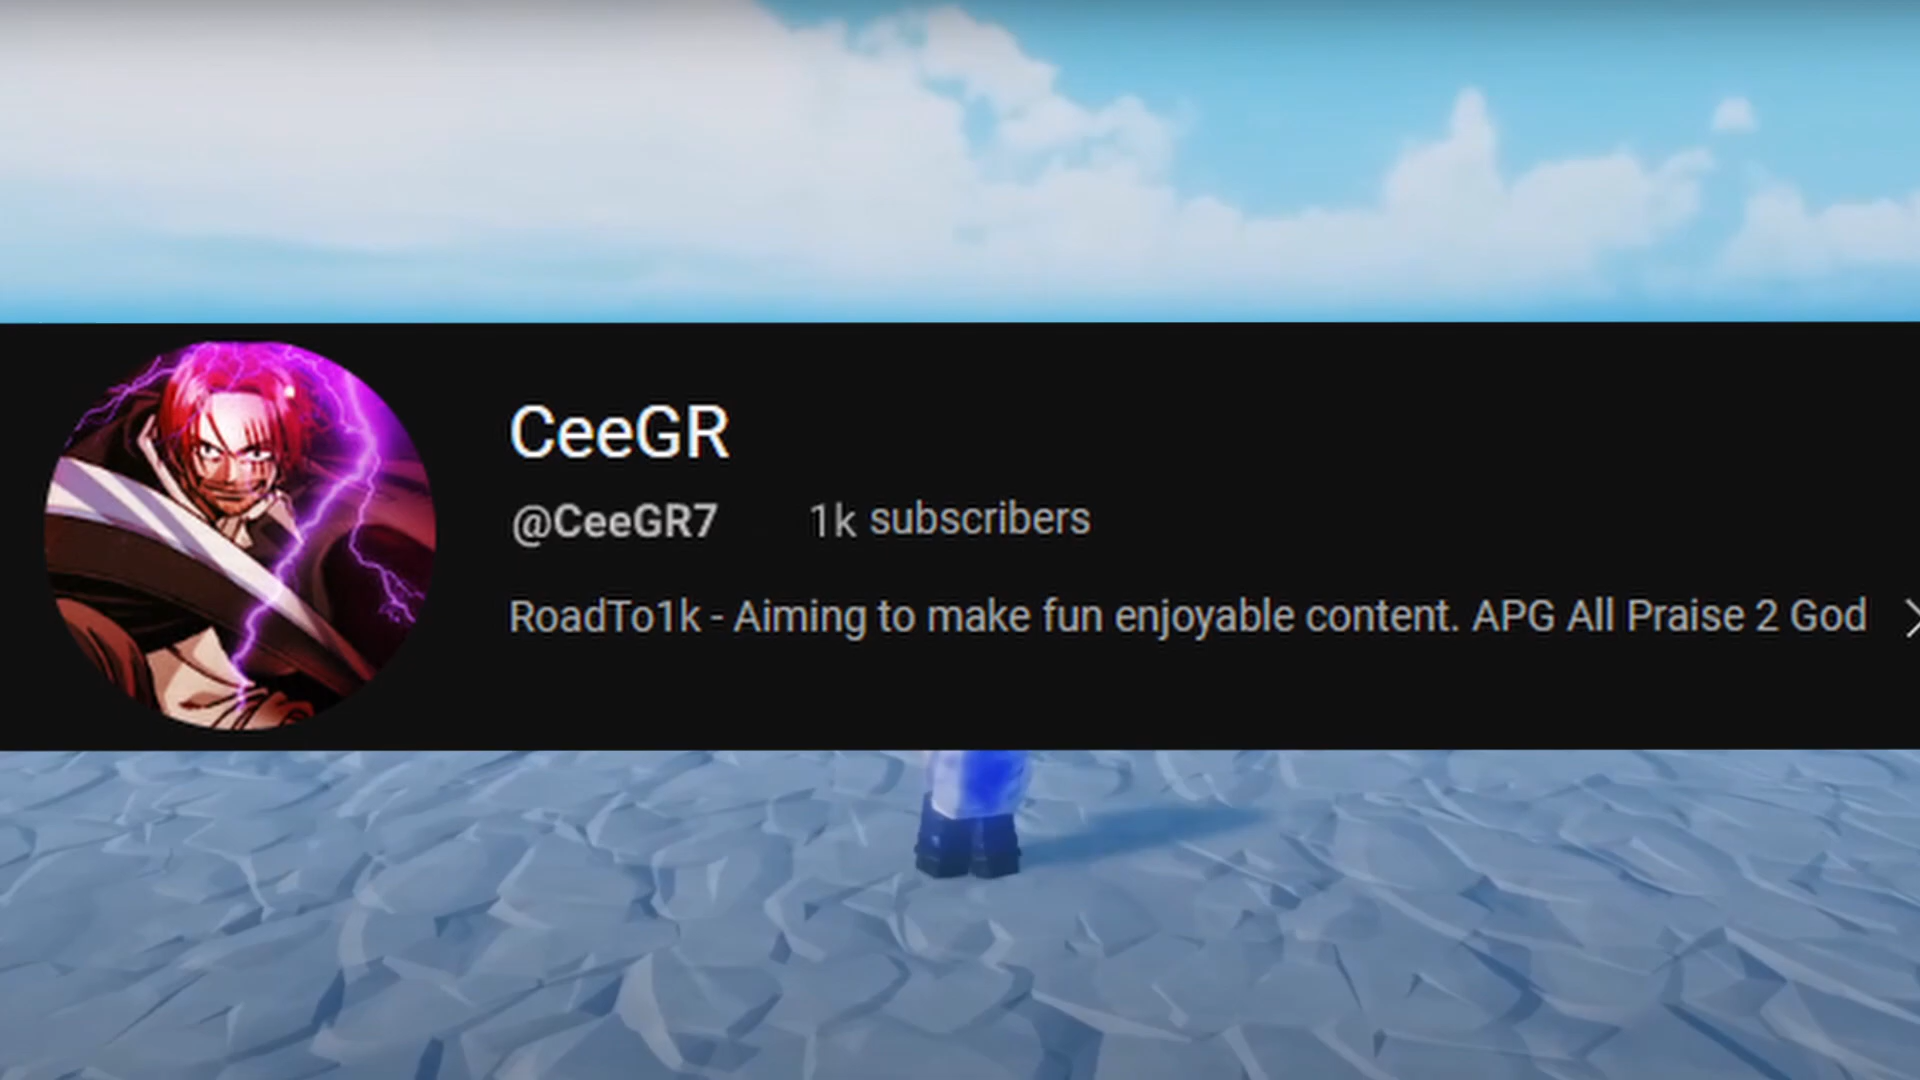 CeeGR
@CeeGR7 1k subscribers
RoadTo1k - Aiming to make fun enjoyable content. APG All Praise 2 God